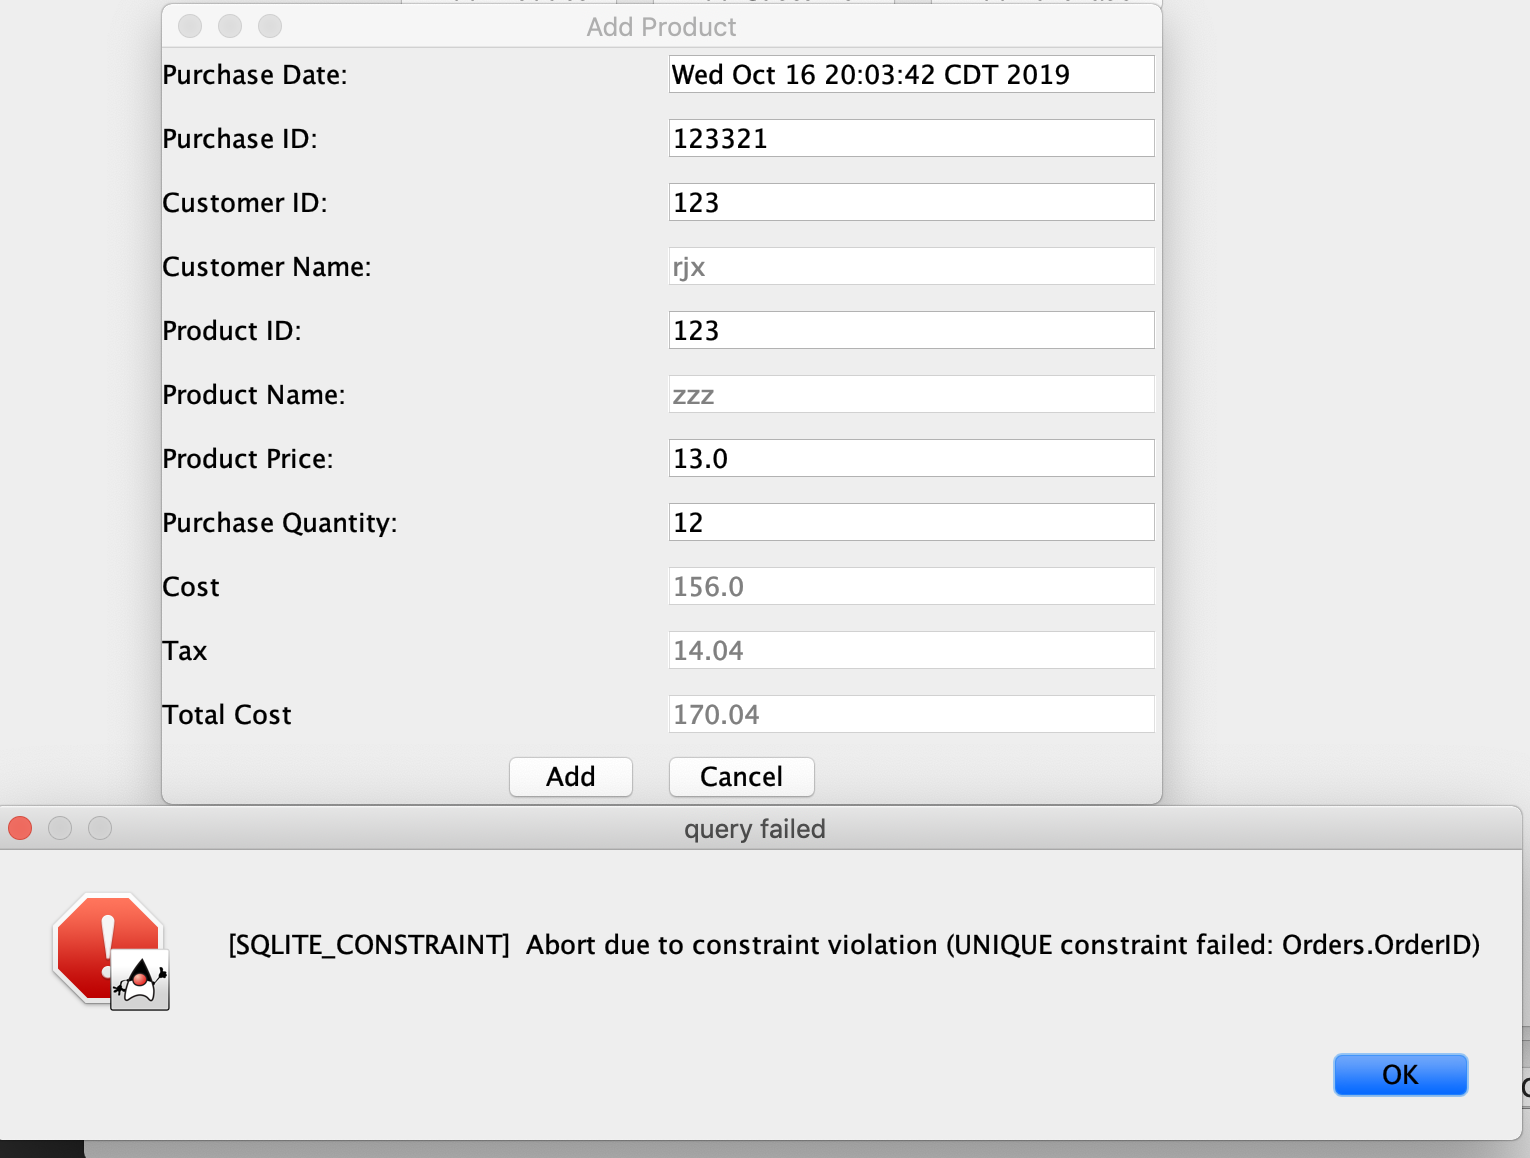 Add Product
Purchase Date: Wed Oct 16 20:03:42 CDT 2019
Purchase ID: 123321
Customer ID: 123
Customer Name: rjx
Product ID: 123
Product Name: zzz
Product Price: 13.0
Purchase Quantity: 12
Cost 156.0
Tax 14.04
Total Cost 170.04
Add Cancel
query failed
[SQLITE_CONSTRAINT]  Abort due to constraint violation (UNIQUE constraint failed: Orders.OrderID)
OK